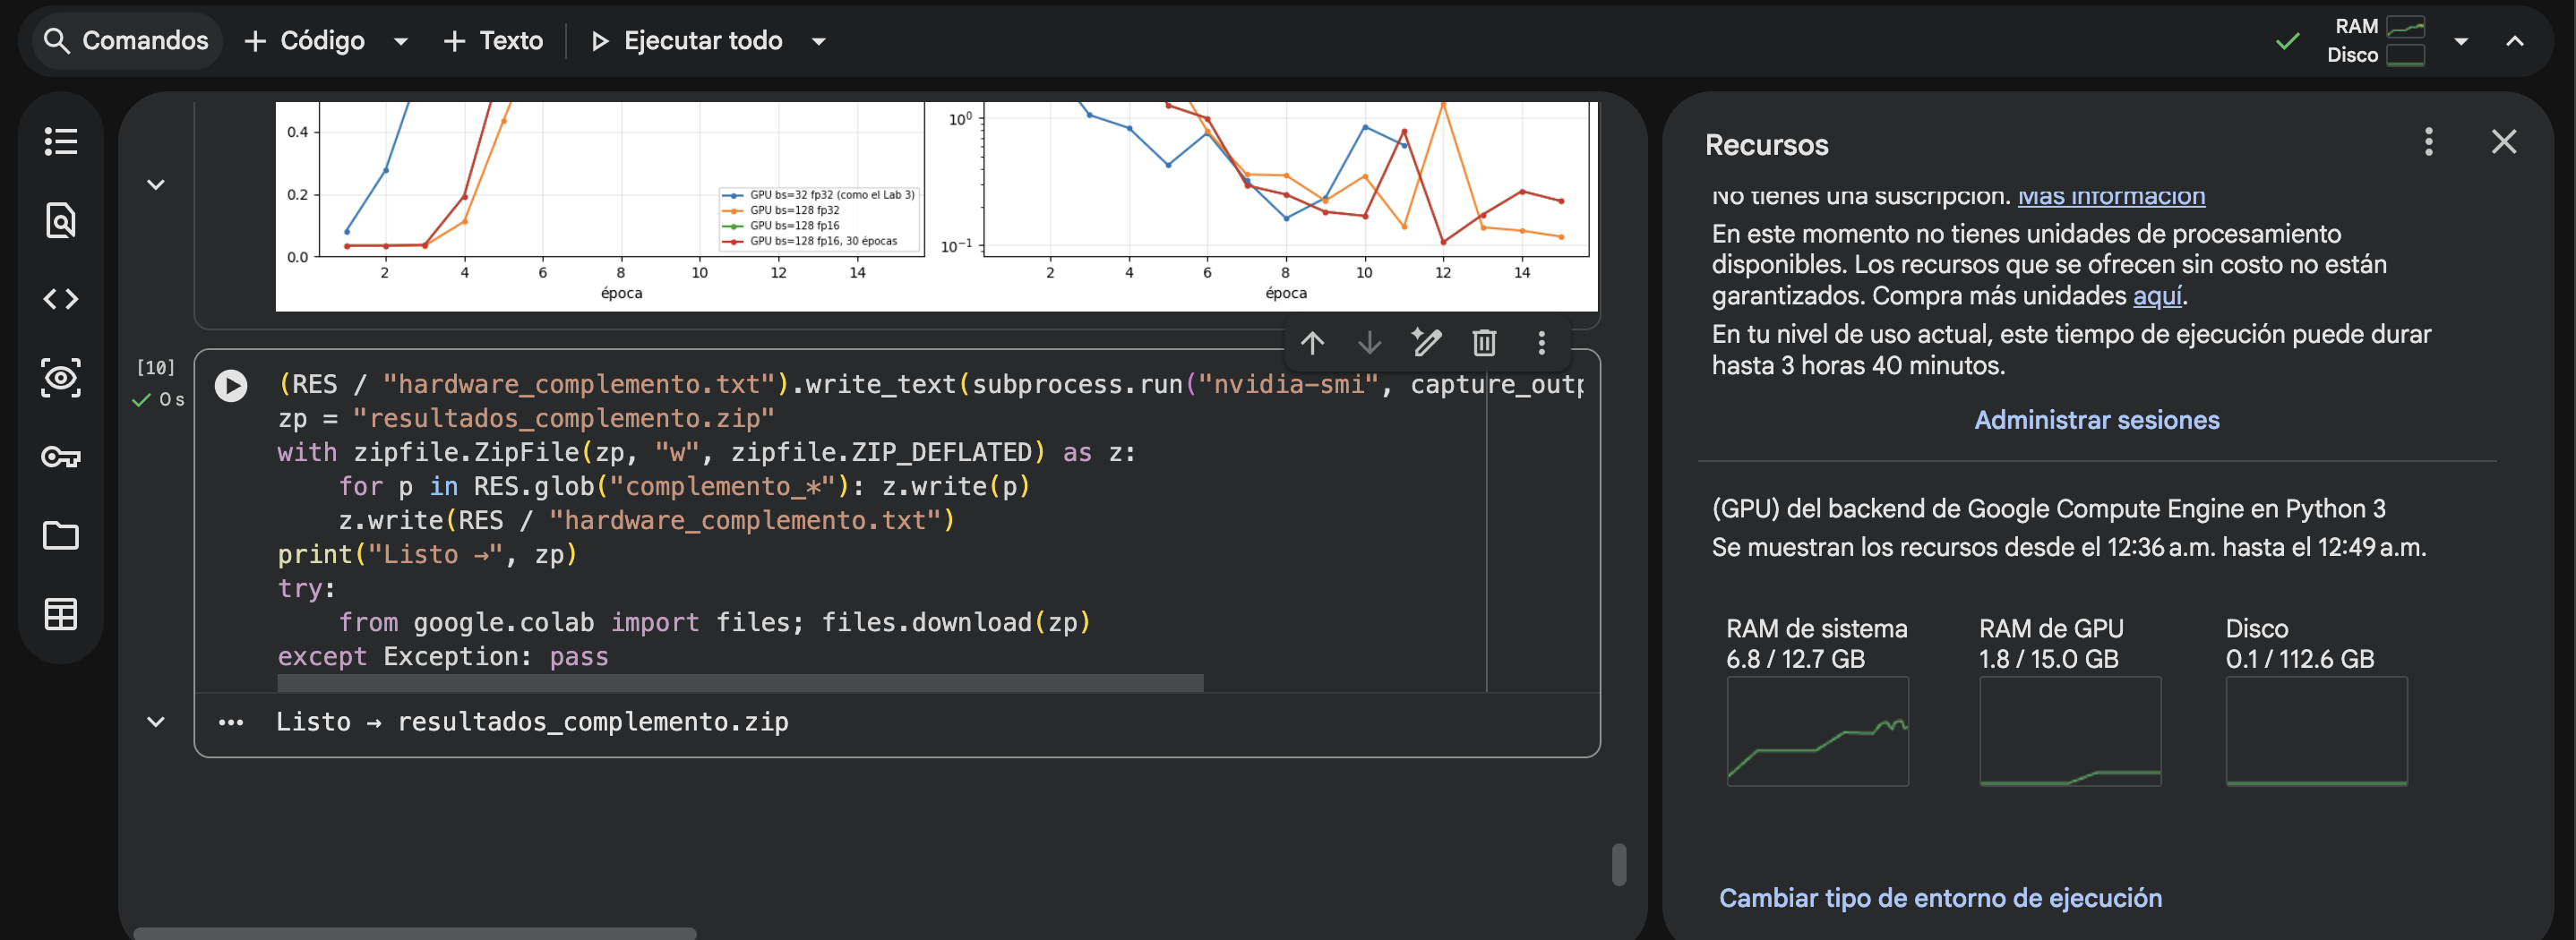 Comandos
Código
Texto
Ejecutar todo
RAM
Disco
0.4
0.2
0.0
2 4 6 8 10 12 14
época
GPU bs=32 fp32 (como el Lab 3)
GPU bs=128 fp32
GPU bs=128 fp16
GPU bs=128 fp16, 30 épocas
10⁰
10⁻¹
2 4 6 8 10 12 14
época
[10]
0 s
(RES / "hardware_complemento.txt").write_text(subprocess.run("nvidia-smi", capture_outp
zp = "resultados_complemento.zip"
with zipfile.ZipFile(zp, "w", zipfile.ZIP_DEFLATED) as z:
    for p in RES.glob("complemento_*"): z.write(p)
    z.write(RES / "hardware_complemento.txt")
print("Listo →", zp)
try:
    from google.colab import files; files.download(zp)
except Exception: pass
Listo → resultados_complemento.zip
Recursos
No tienes una suscripción. Más información
En este momento no tienes unidades de procesamiento
disponibles. Los recursos que se ofrecen sin costo no están
garantizados. Compra más unidades aquí.
En tu nivel de uso actual, este tiempo de ejecución puede durar
hasta 3 horas 40 minutos.
Administrar sesiones
(GPU) del backend de Google Compute Engine en Python 3
Se muestran los recursos desde el 12:36 a.m. hasta el 12:49 a.m.
RAM de sistema
6.8 / 12.7 GB
RAM de GPU
1.8 / 15.0 GB
Disco
0.1 / 112.6 GB
Cambiar tipo de entorno de ejecución